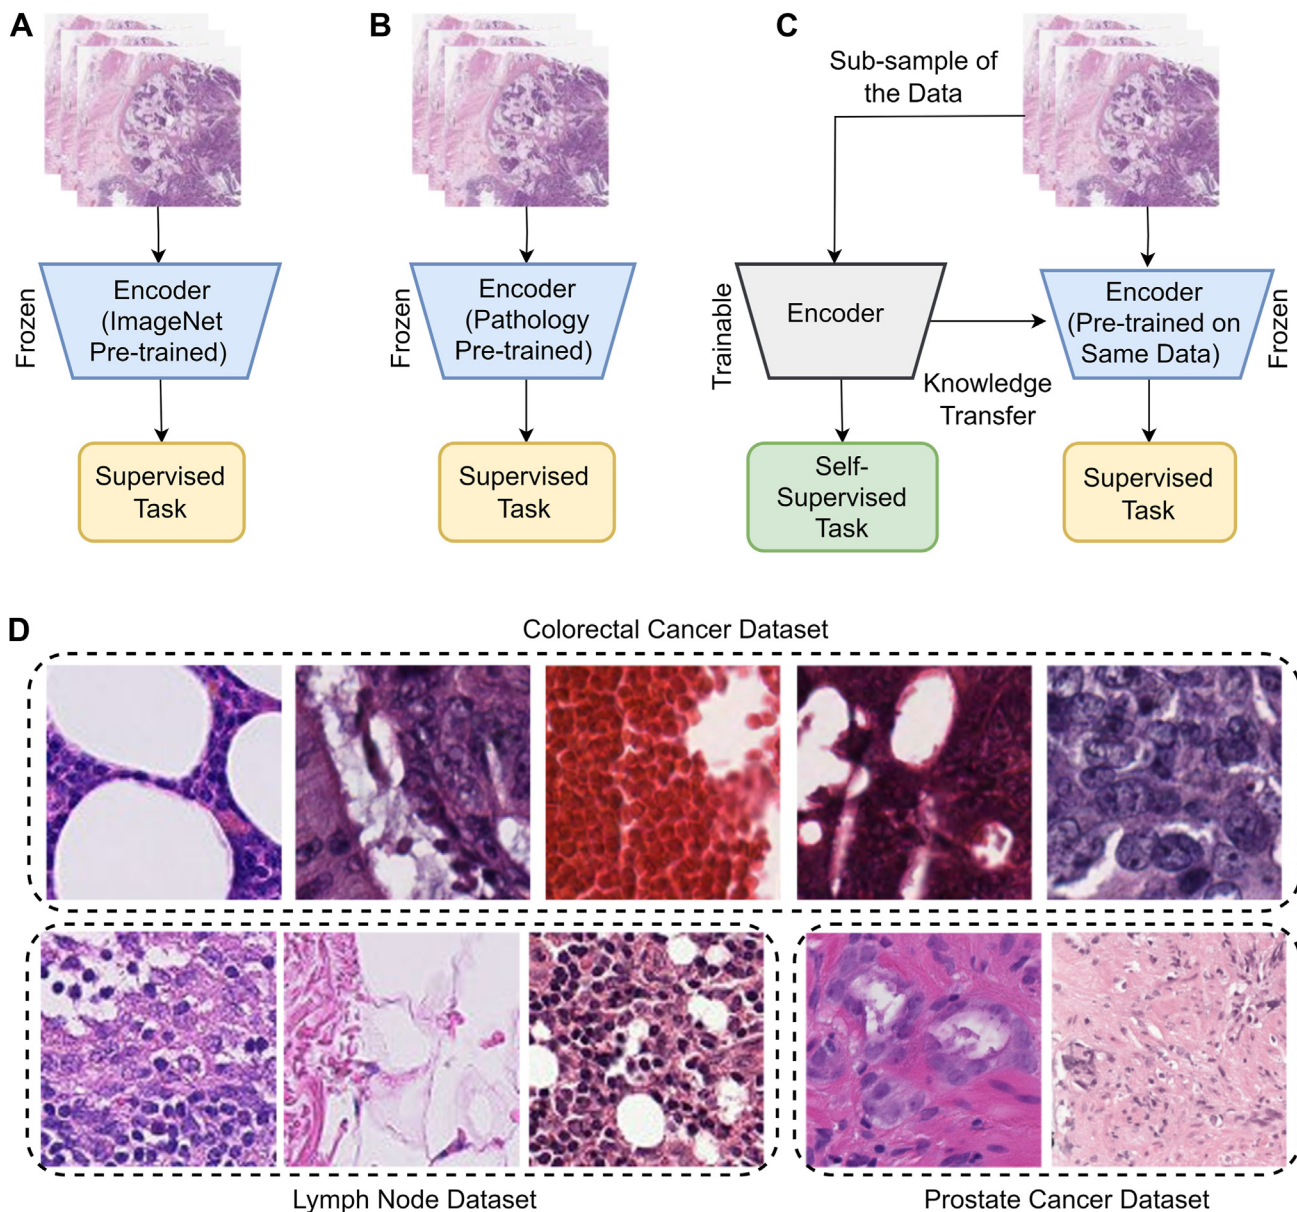 A
B
C
Sub-sample of
the Data
Frozen
Encoder
(ImageNet
Pre-trained)
Supervised
Task
Frozen
Encoder
(Pathology
Pre-trained)
Supervised
Task
Trainable
Encoder
Knowledge
Transfer
Self-
Supervised
Task
Encoder
(Pre-trained on
Same Data)
Frozen
Supervised
Task
D
Colorectal Cancer Dataset
Lymph Node Dataset
Prostate Cancer Dataset